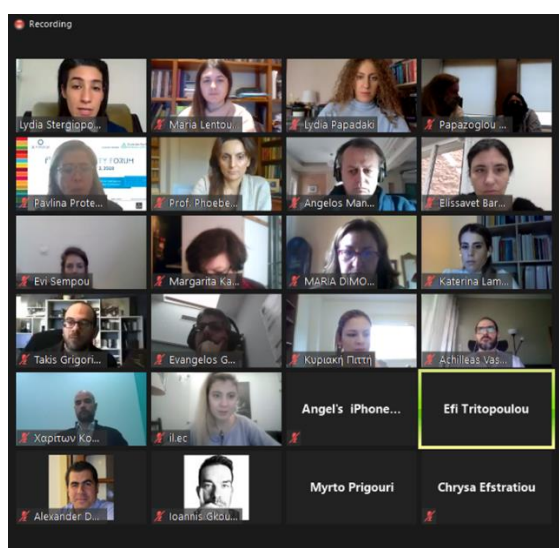 Recording
Lydia Stergiopo...
Maria Lentou...
Lydia Papadaki
Papazoglou ...
Pavlina Prote...
Prof. Phoebe...
Angelos Man...
Elissavet Bar...
Evi Sempou
Margarita Ka...
MARIA DIMO...
Katerina Lam...
Takis Grigori...
Evangelos G...
Κυριακή Πιττή
Achilleas Vas...
Χαρίτων Κο...
il.ec
Angel's iPhone...
Efi Tritopoulou
Alexander D...
Ioannis Gkou...
Myrto Prigouri
Chrysa Efstratiou